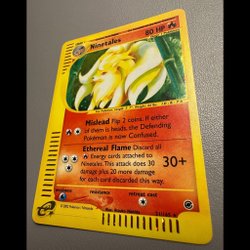 Ninetales 80 HP
Mislead Flip 2 coins. If either
of them is heads, the Defending
Pokémon is now Confused.
Ethereal Flame Discard all
Energy cards attached to
Ninetales. This attack does 30
damage plus 20 more damage
for each card discarded this way.
30+
weakness resistance retreat cost